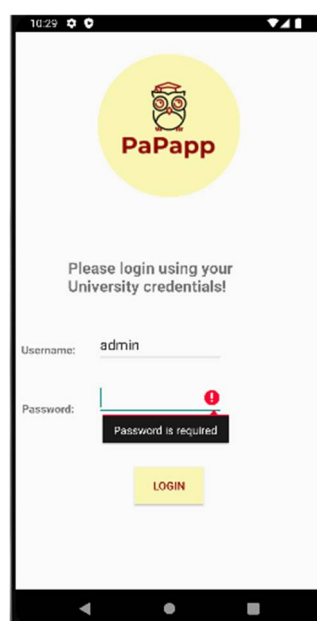 10:29
PaPapp
Please login using your
University credentials!
Username: admin
Password:
Password is required
LOGIN